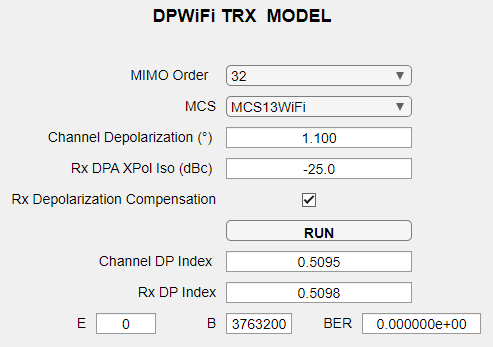 DPWiFi TRX MODEL
MIMO Order 32
MCS MCS13WiFi
Channel Depolarization (°) 1.100
Rx DPA XPol Iso (dBc) -25.0
Rx Depolarization Compensation
RUN
Channel DP Index 0.5095
Rx DP Index 0.5098
E 0 B 3763200 BER 0.000000e+00